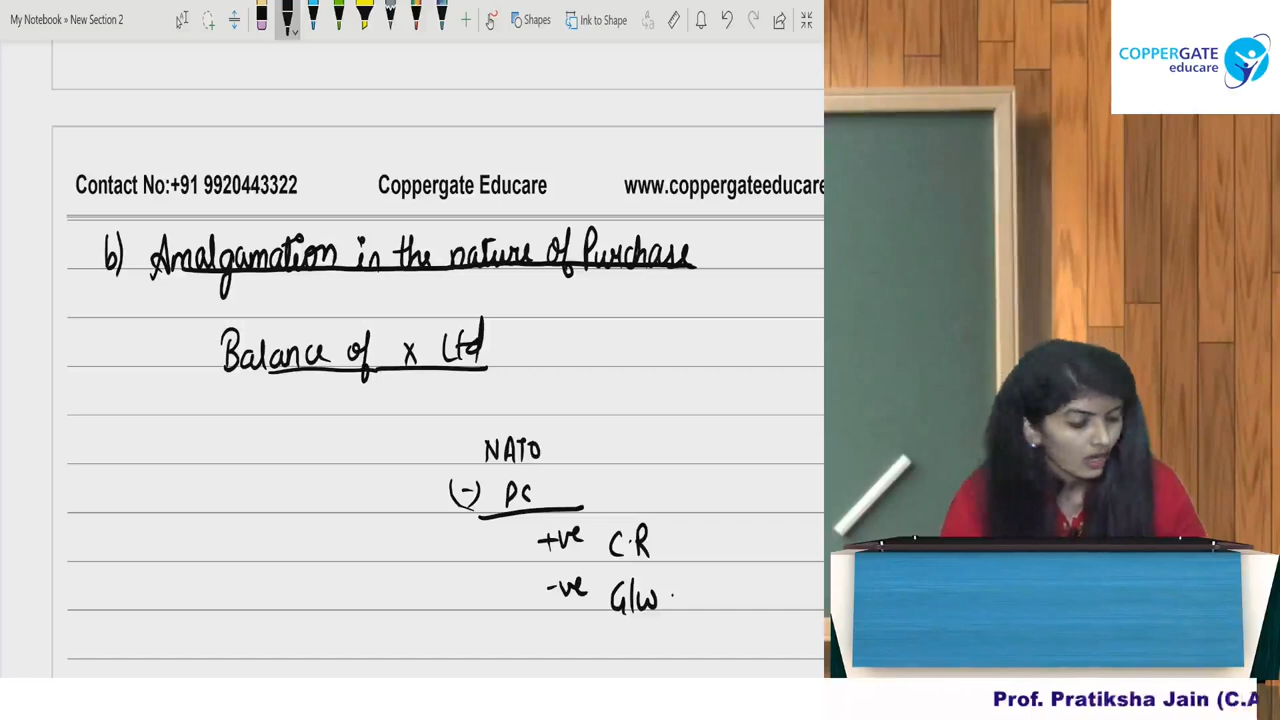 My Notebook » New Section 2
Shapes
Ink to Shape
COPPERGATE
educare
Contact No:+91 9920443322 Coppergate Educare www.coppergateeducare
b) Amalgamation in the nature of Purchase
Balance of x Ltd
NATO
(-) PC
+ve C.R
-ve G/w.
Prof. Pratiksha Jain (C.A